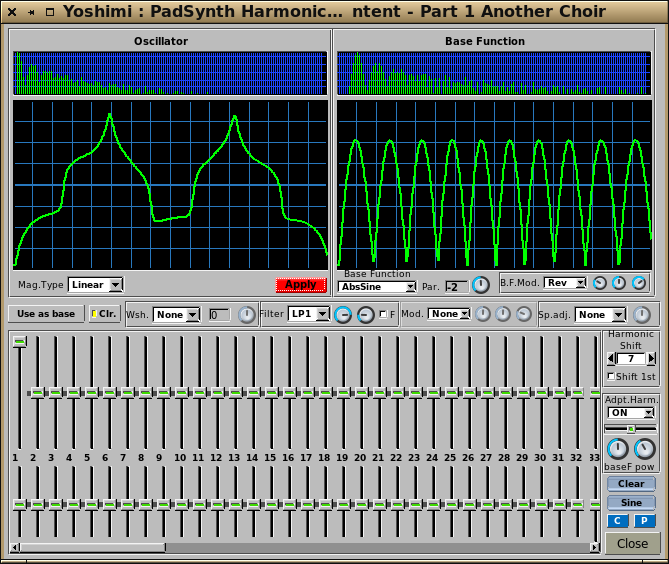 Yoshimi : PadSynth Harmonic... ntent - Part 1 Another Choir
Oscillator
Base Function
Mag.Type Linear
Apply
Base Function
AbsSine
Par. -2
B.F.Mod. Rev
Use as base
Clr.
Wsh. None
0
Filter LP1
F
Mod. None
Sp.adj. None
Harmonic
Shift
7
Shift 1st
Adpt.Harm.
ON
baseF pow
1 2 3 4 5 6 7 8 9 10 11 12 13 14 15 16 17 18 19 20 21 22 23 24 25 26 27 28 29 30 31 32 33
Clear
Sine
C P
Close